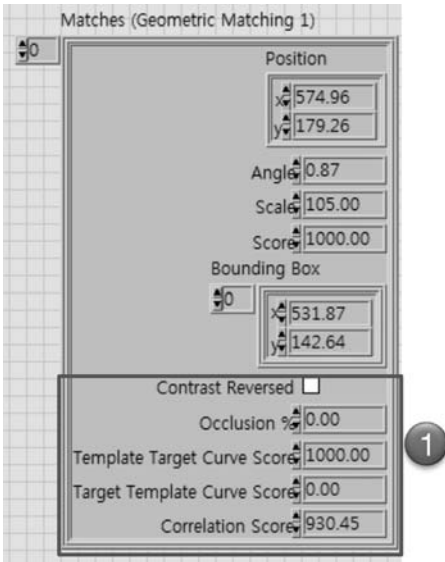 Matches (Geometric Matching 1)
0
Position
x 574.96
y 179.26
Angle 0.87
Scale 105.00
Score 1000.00
Bounding Box
0
x 531.87
y 142.64
Contrast Reversed
Occlusion % 0.00
Template Target Curve Score 1000.00
Target Template Curve Score 0.00
Correlation Score 930.45
1